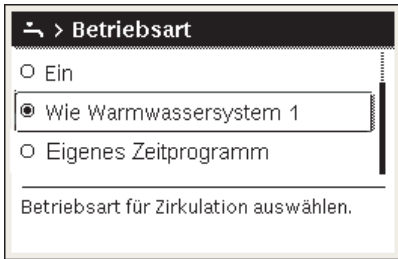 > Betriebsart
Ein
Wie Warmwassersystem 1
Eigenes Zeitprogramm
Betriebsart für Zirkulation auswählen.